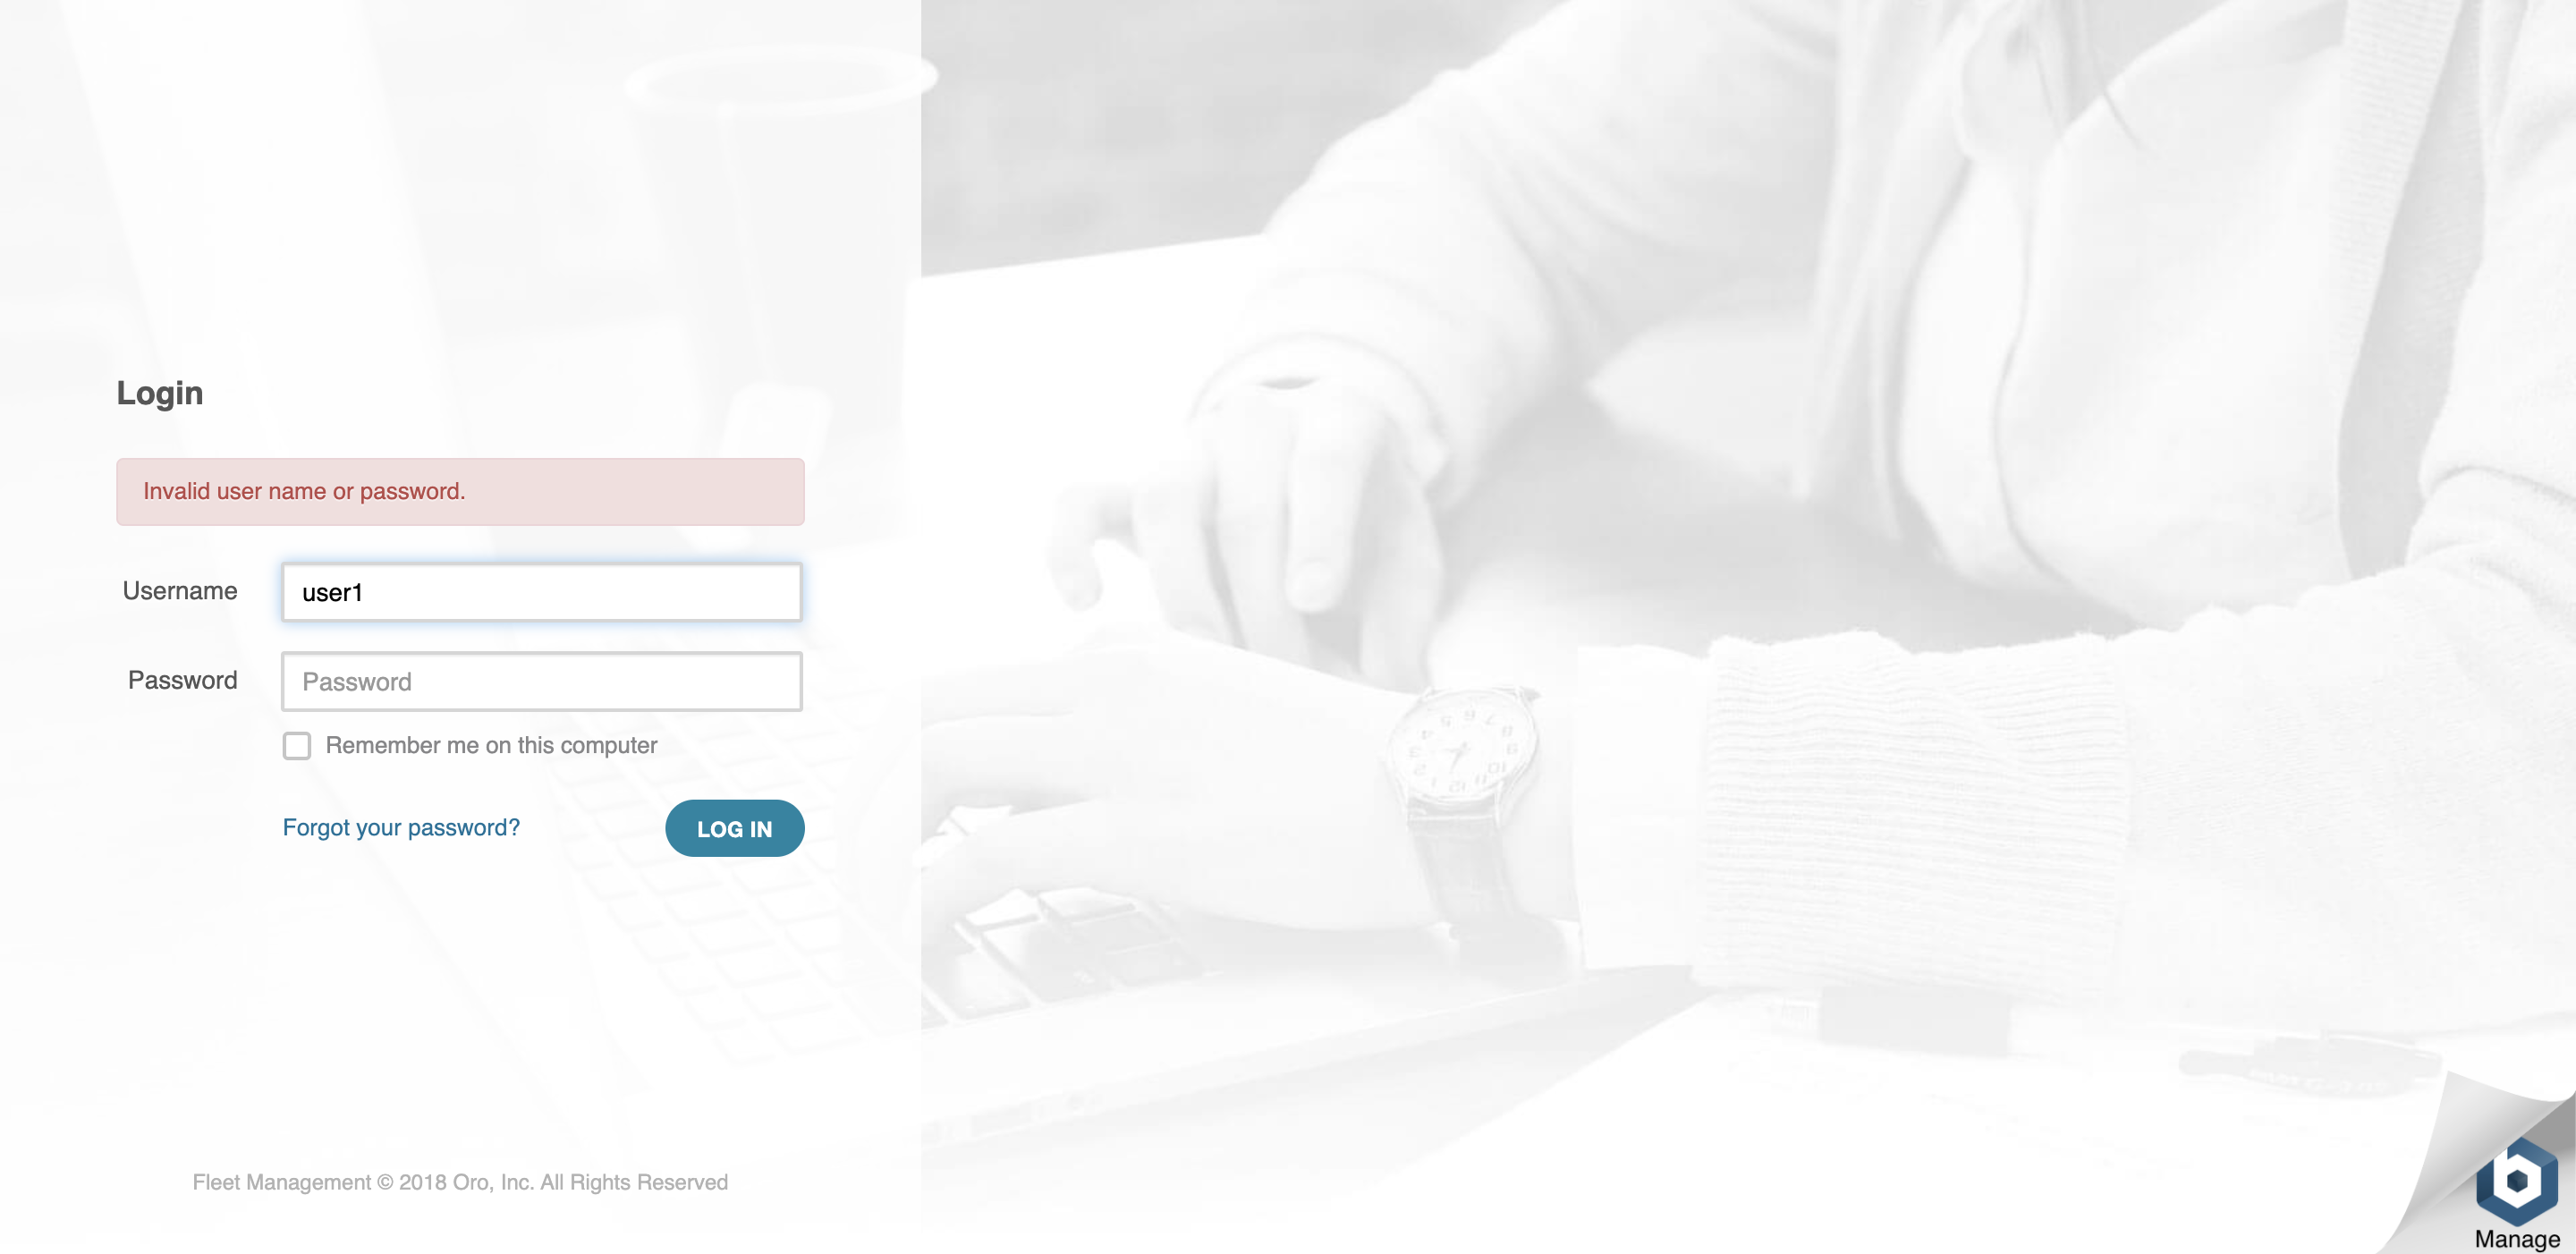 Login
Invalid user name or password.
Username
user1
Password
Password
Remember me on this computer
Forgot your password?
LOG IN
Fleet Management © 2018 Oro, Inc. All Rights Reserved
Manage